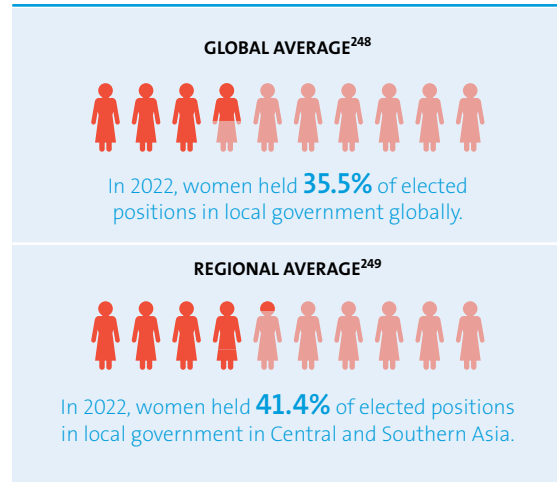 GLOBAL AVERAGE248
In 2022, women held 35.5% of elected
positions in local government globally.
REGIONAL AVERAGE249
In 2022, women held 41.4% of elected positions
in local government in Central and Southern Asia.